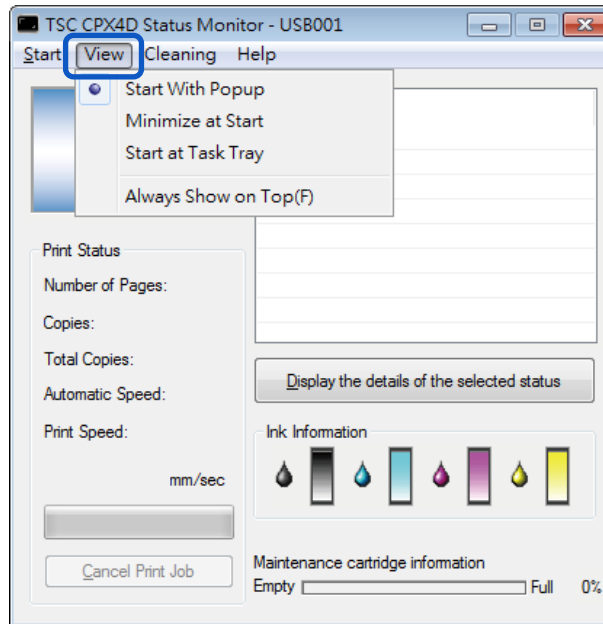 TSC CPX4D Status Monitor - USB001
Start View Cleaning Help
Start With Popup
Minimize at Start
Start at Task Tray
Always Show on Top(F)
Print Status
Number of Pages:
Copies:
Total Copies:
Automatic Speed:
Print Speed:
mm/sec
Cancel Print Job
Display the details of the selected status
Ink Information
Maintenance cartridge information
Empty Full 0%